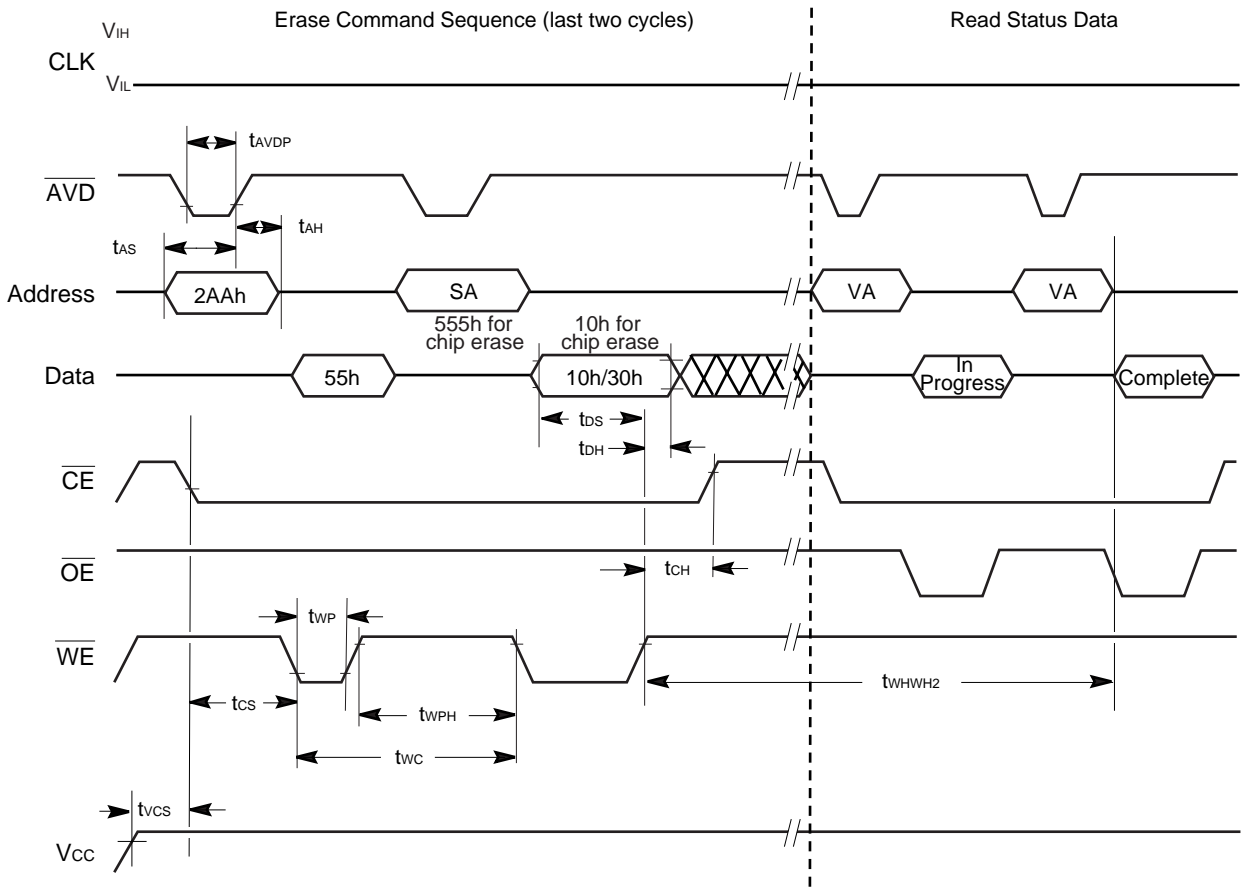 Erase Command Sequence (last two cycles)
Read Status Data
VIH
CLK
VIL
tAVDP
AVD
tAH
tAS
Address
2AAh
SA
VA
VA
555h for
chip erase
10h for
chip erase
Data
55h
10h/30h
In
Progress
Complete
tDS
tDH
CE
OE
tCH
tWP
WE
tWHWH2
tCS
tWPH
tWC
tVCS
VCC